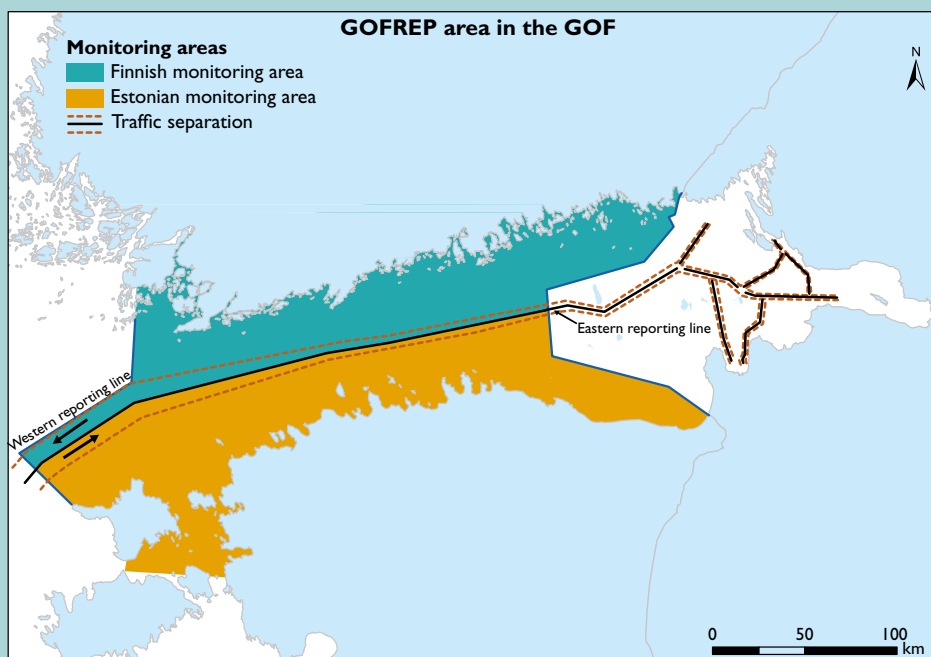 GOFREP area in the GOF
Monitoring areas
Finnish monitoring area
Estonian monitoring area
Traffic separation
N
Eastern reporting line
Western reporting line
0 50 100
km